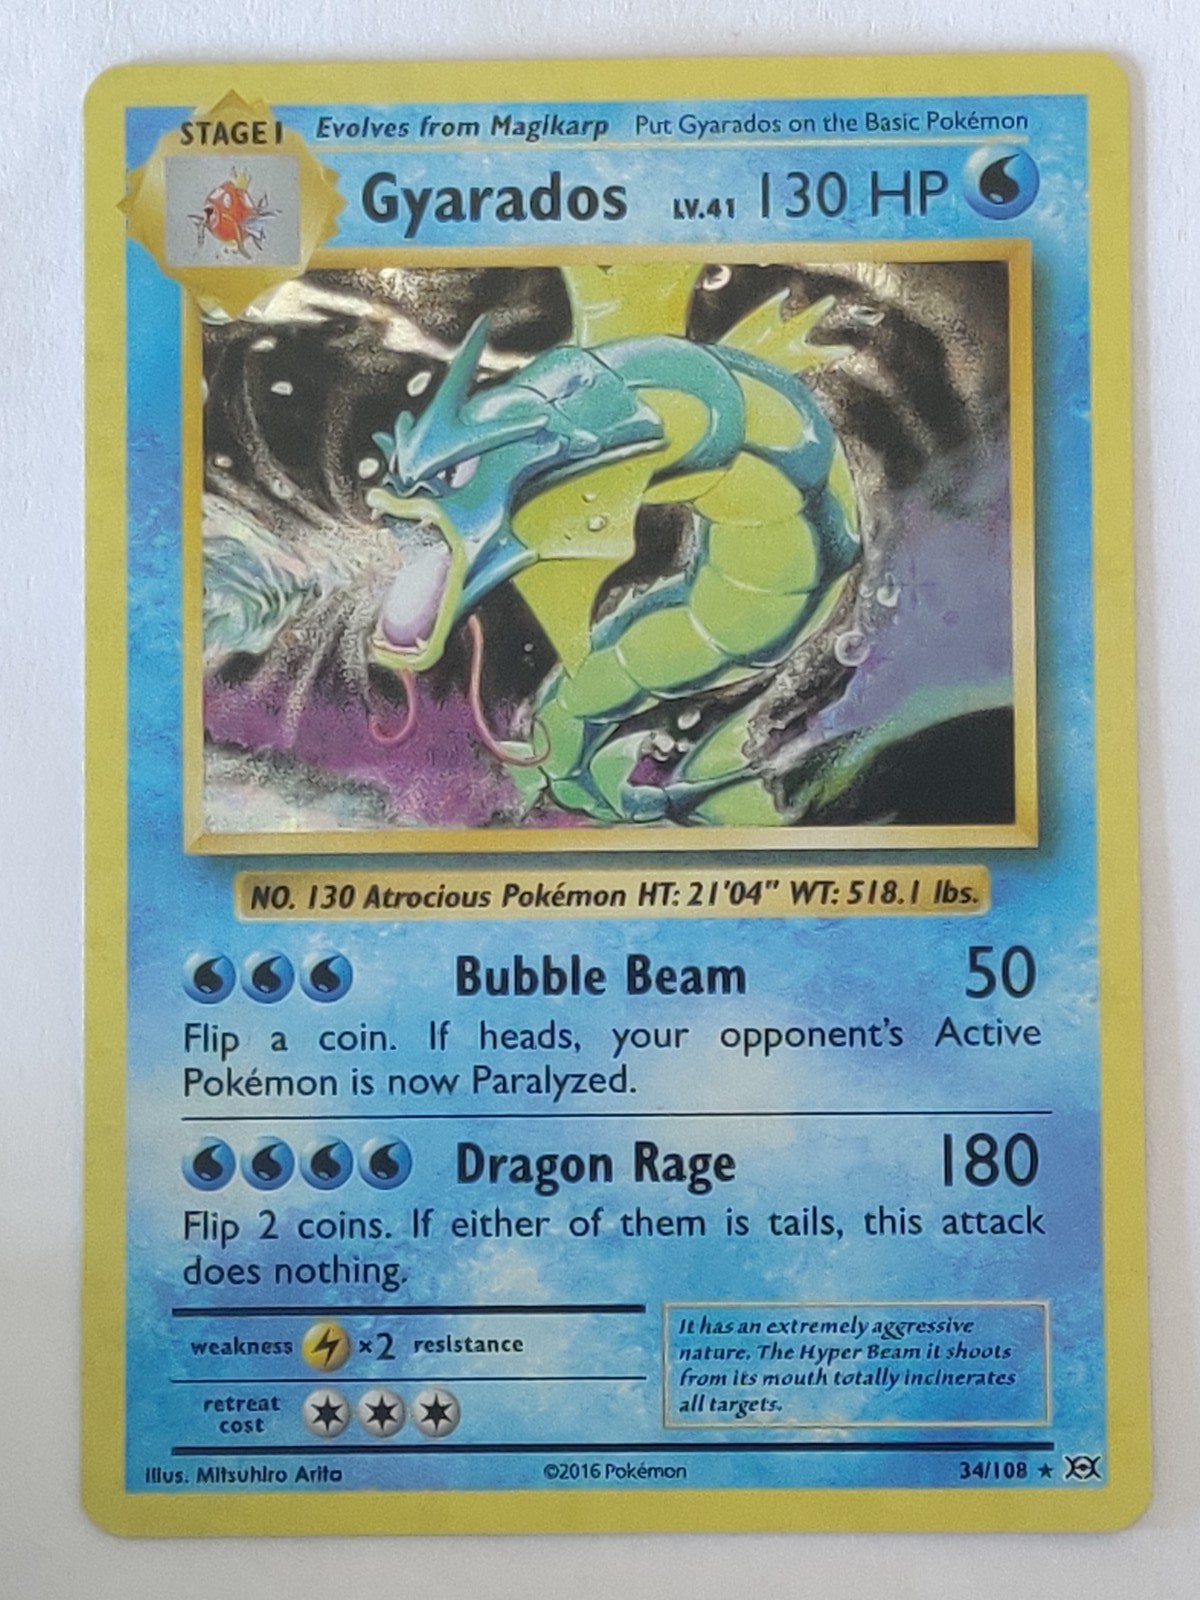 STAGE 1 Evolves from Magikarp Put Gyarados on the Basic Pokémon
Gyarados LV.41 130 HP
NO. 130 Atrocious Pokémon HT: 21'04" WT: 518.1 lbs.
Bubble Beam 50
Flip a coin. If heads, your opponent's Active
Pokémon is now Paralyzed.
Dragon Rage 180
Flip 2 coins. If either of them is tails, this attack
does nothing.
weakness ×2 resistance
retreat
cost
It has an extremely aggressive
nature. The Hyper Beam it shoots
from its mouth totally incinerates
all targets.
Illus. Mitsuhiro Arita ©2016 Pokémon 34/108 ★